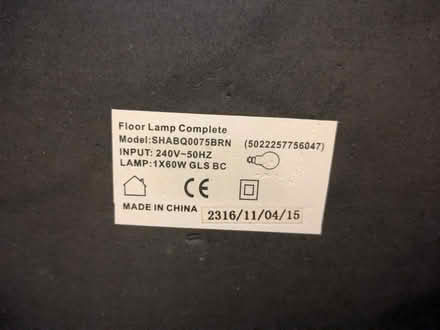 Floor Lamp Complete
Model:SHABQ0075BRN (5022257756047)
INPUT: 240V~50HZ
LAMP:1X60W GLS BC
CE
MADE IN CHINA 2316/11/04/15